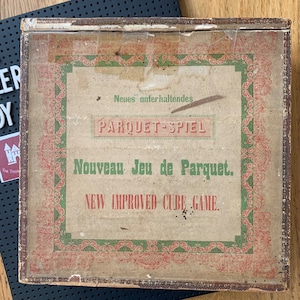 Neues unterhaltendes
PARQUET-SPIEL
Nouveau Jeu de Parquet.
NEW IMPROVED CUBE GAME.